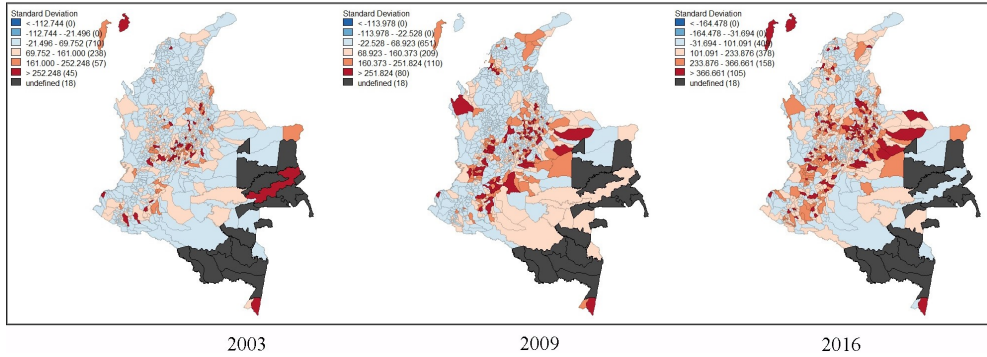 Standard Deviation
< -112.744 (0)
-112.744 - -21.496 (0)
-21.496 - 69.752 (710)
69.752 - 161.000 (238)
161.000 - 252.248 (57)
> 252.248 (45)
undefined (18)
Standard Deviation
< -113.978 (0)
-113.978 - -22.528 (0)
-22.528 - 68.923 (651)
68.923 - 160.373 (209)
160.373 - 251.824 (110)
> 251.824 (80)
undefined (18)
Standard Deviation
< -164.478 (0)
-164.478 - -31.694 (0)
-31.694 - 101.091 (409)
101.091 - 233.876 (378)
233.876 - 366.661 (158)
> 366.661 (105)
undefined (18)
2003
2009
2016